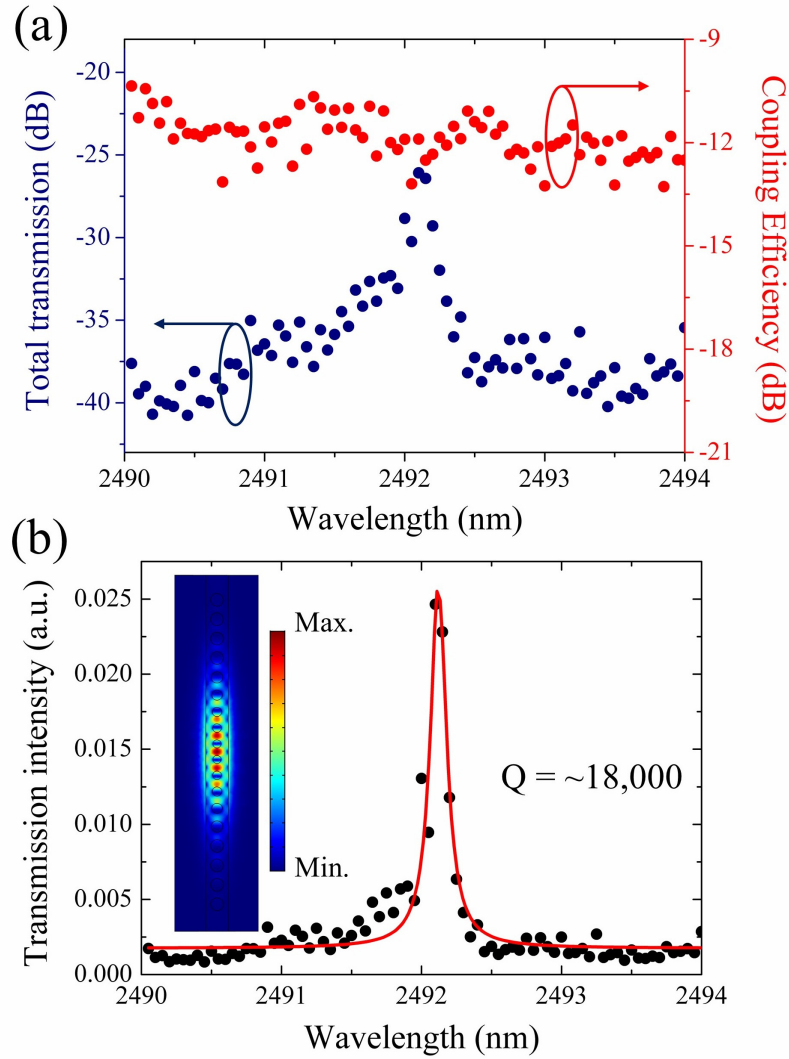 (a)
-20
-25
-30
-35
-40
Total transmission (dB)
-9
-12
-15
-18
-21
Coupling Efficiency (dB)
2490 2491 2492 2493 2494
Wavelength (nm)
(b)
0.025
0.020
0.015
0.010
0.005
0.000
Transmission intensity (a.u.)
Max.
Min.
Q = ~18,000
2490 2491 2492 2493 2494
Wavelength (nm)